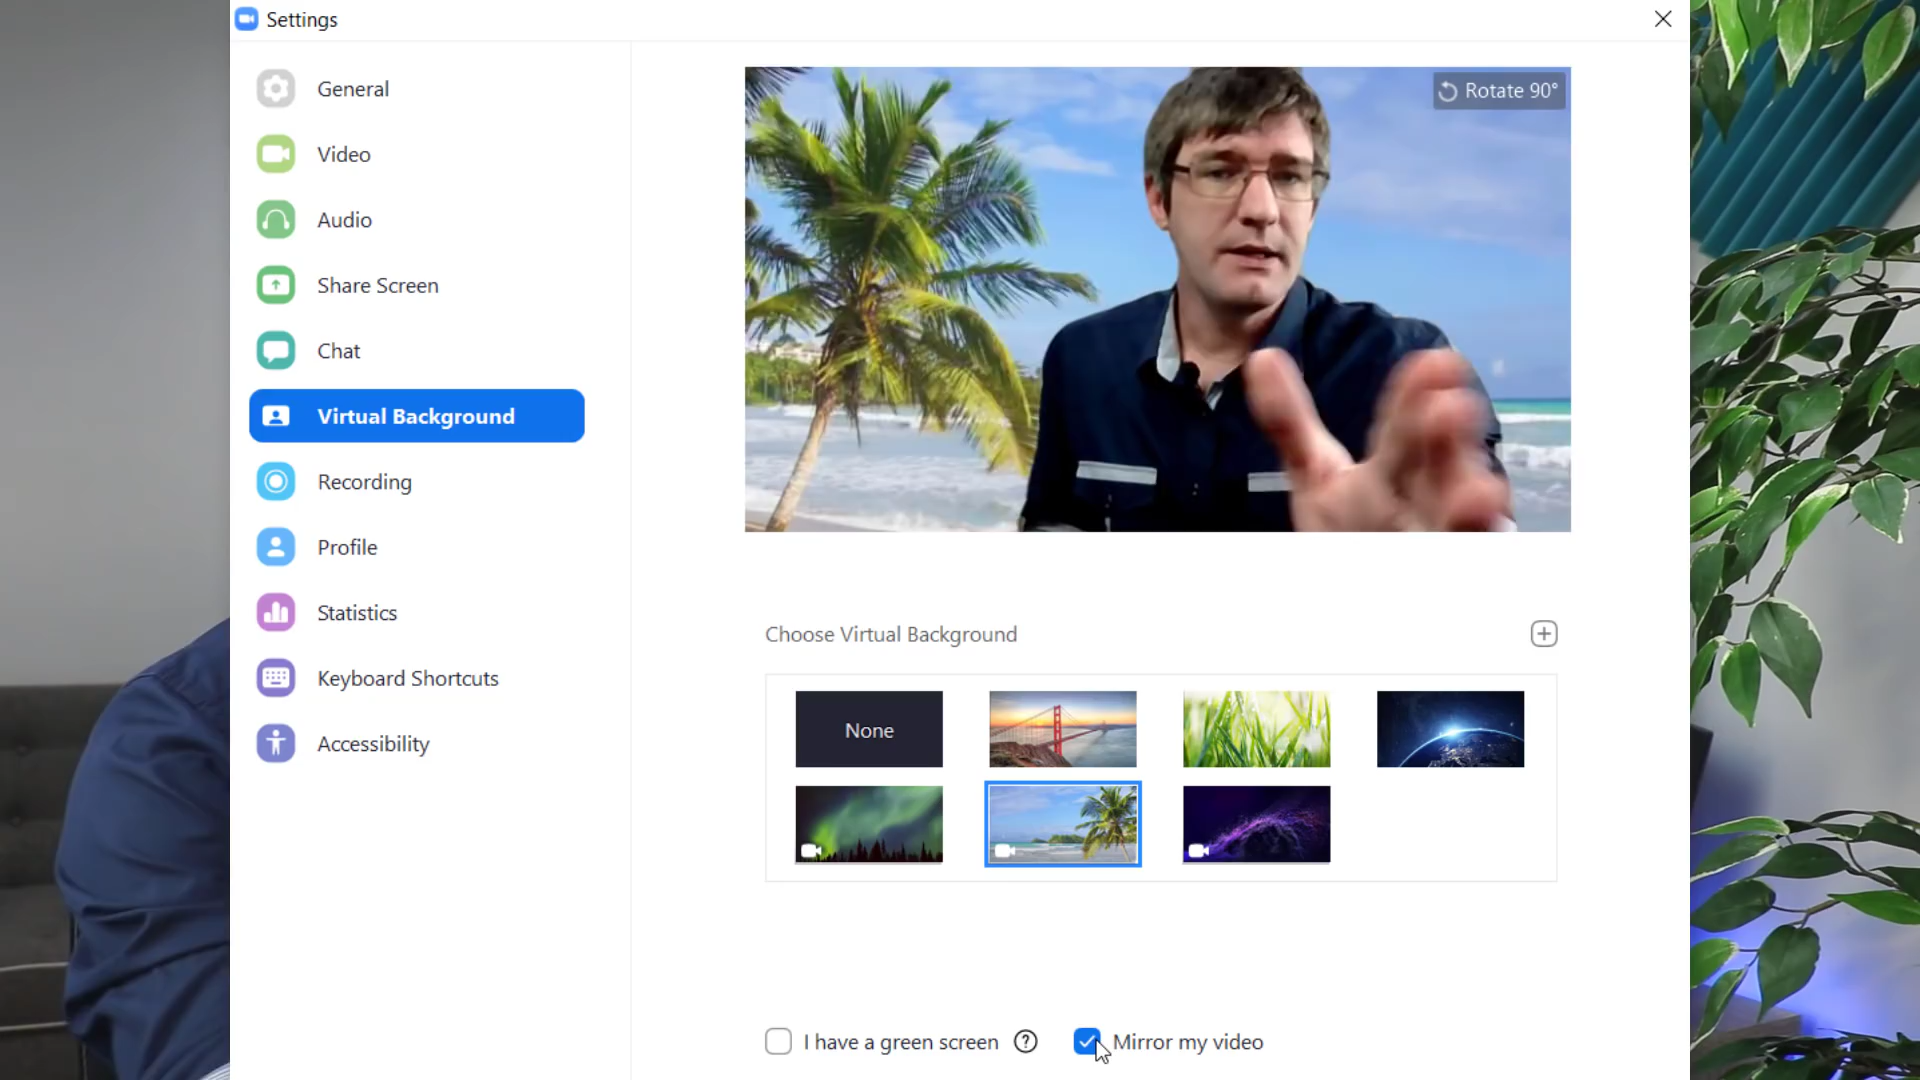 Settings
General
Video
Audio
Share Screen
Chat
Virtual Background
Recording
Profile
Statistics
Keyboard Shortcuts
Accessibility
Rotate 90°
Choose Virtual Background
None
I have a green screen
Mirror my video